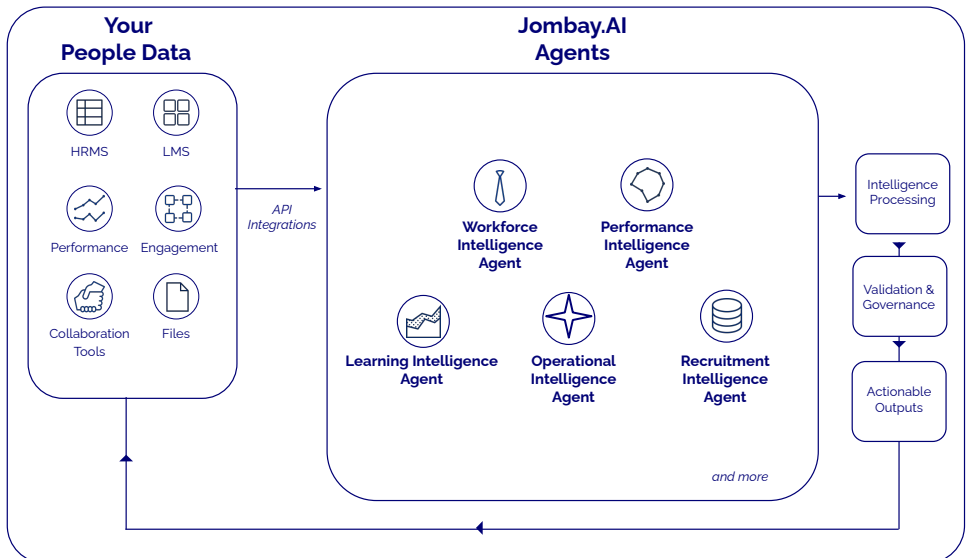 Your
People Data
HRMS
LMS
Performance
Engagement
Collaboration
Tools
Files
API
Integrations
Jombay.AI
Agents
Workforce
Intelligence
Agent
Performance
Intelligence
Agent
Learning Intelligence
Agent
Operational
Intelligence
Agent
Recruitment
Intelligence
Agent
and more
Intelligence
Processing
Validation &
Governance
Actionable
Outputs